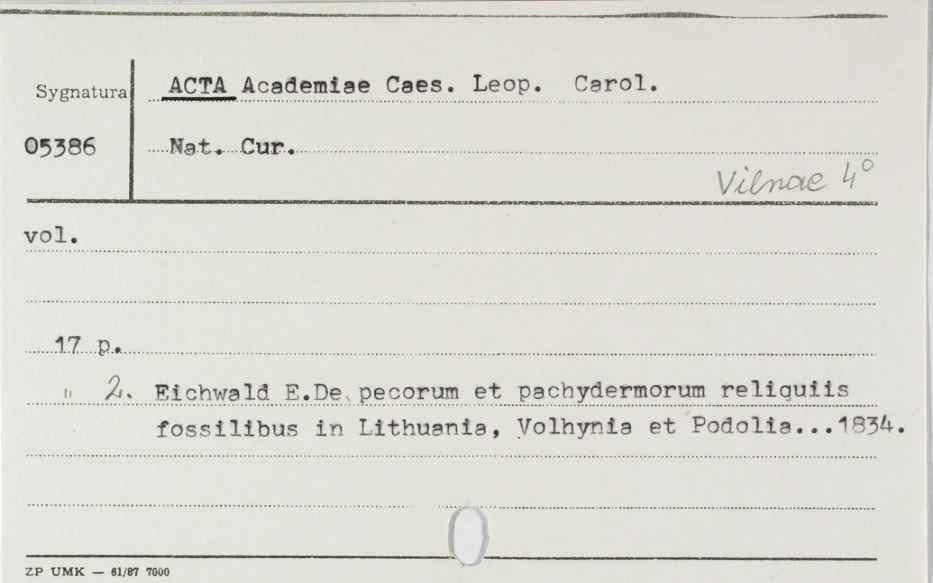 Sygnatura
ACTA Academiae Caes. Leop. Carol.
05386
Nat. Cur.
Vilnae 4°
vol.
17 p.
" 2. Eichwald E.De pecorum et pachydermorum reliquiis
fossilibus in Lithuania, Volhynia et Podolia...1834.
ZP UMK — 61/87 7000